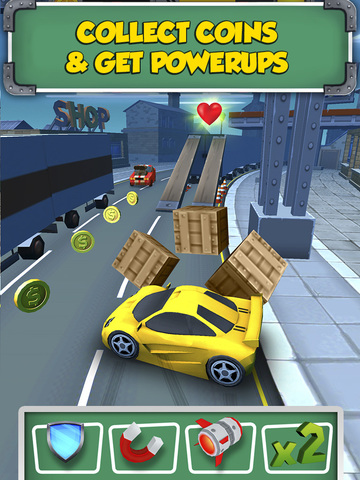 COLLECT COINS
& GET POWERUPS
SHOP
$
$
$
x2